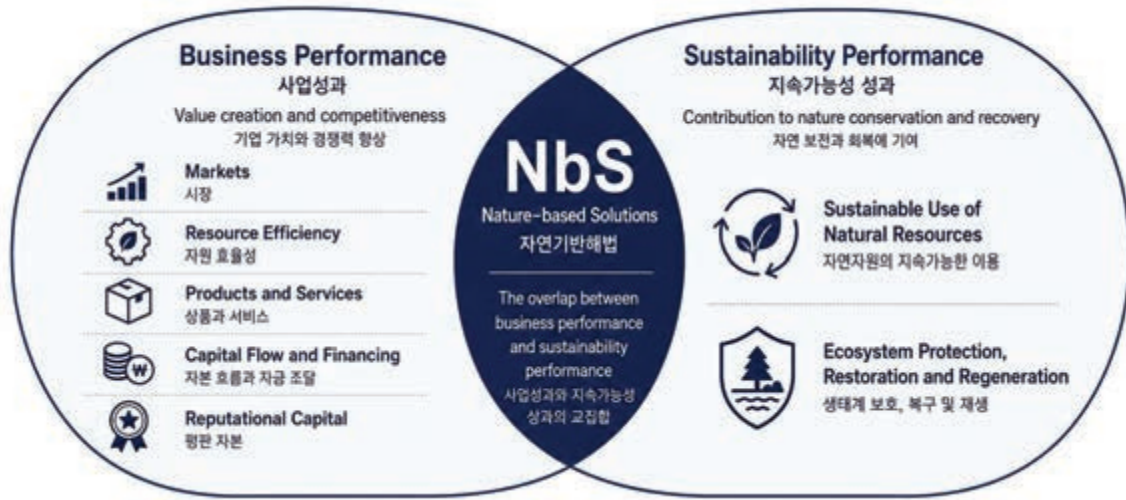 Business Performance
사업성과
Value creation and competitiveness
기업 가치와 경쟁력 향상
Markets
시장
Resource Efficiency
자원 효율성
Products and Services
상품과 서비스
Capital Flow and Financing
자본 흐름과 자금 조달
₩
Reputational Capital
평판 자본
NbS
Nature-based Solutions
자연기반해법
The overlap between
business performance
and sustainability
performance
사업성과와 지속가능성
성과의 교집합
Sustainability Performance
지속가능성 성과
Contribution to nature conservation and recovery
자연 보전과 회복에 기여
Sustainable Use of
Natural Resources
자연자원의 지속가능한 이용
Ecosystem Protection,
Restoration and Regeneration
생태계 보호, 복구 및 재생